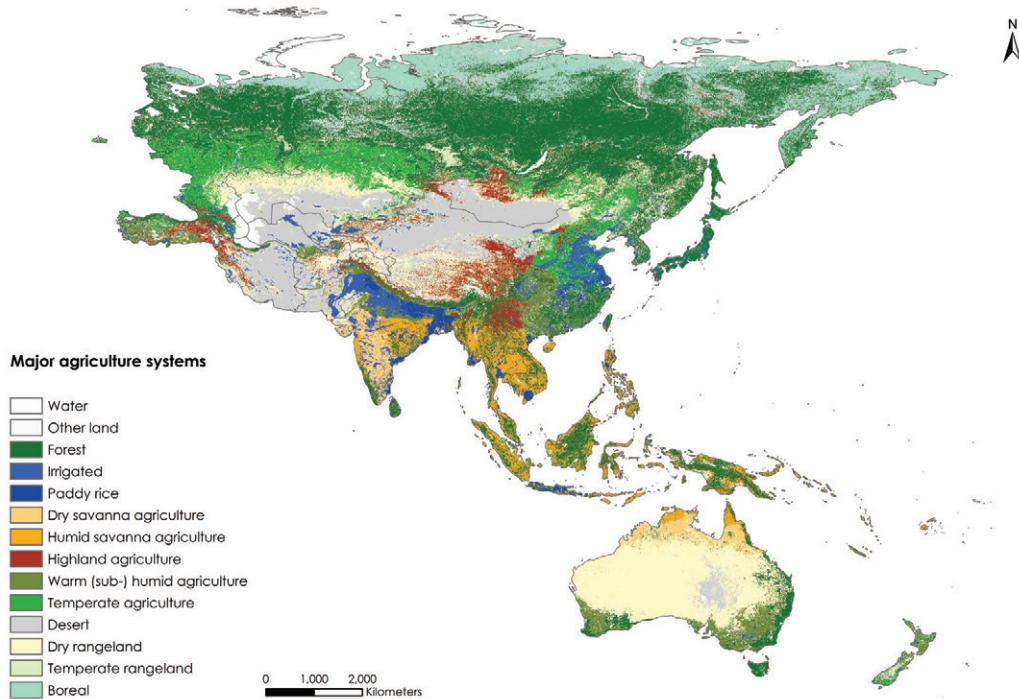 N
Major agriculture systems
Water
Other land
Forest
Irrigated
Paddy rice
Dry savanna agriculture
Humid savanna agriculture
Highland agriculture
Warm (sub-) humid agriculture
Temperate agriculture
Desert
Dry rangeland
Temperate rangeland
Boreal
0 1,000 2,000
Kilometers